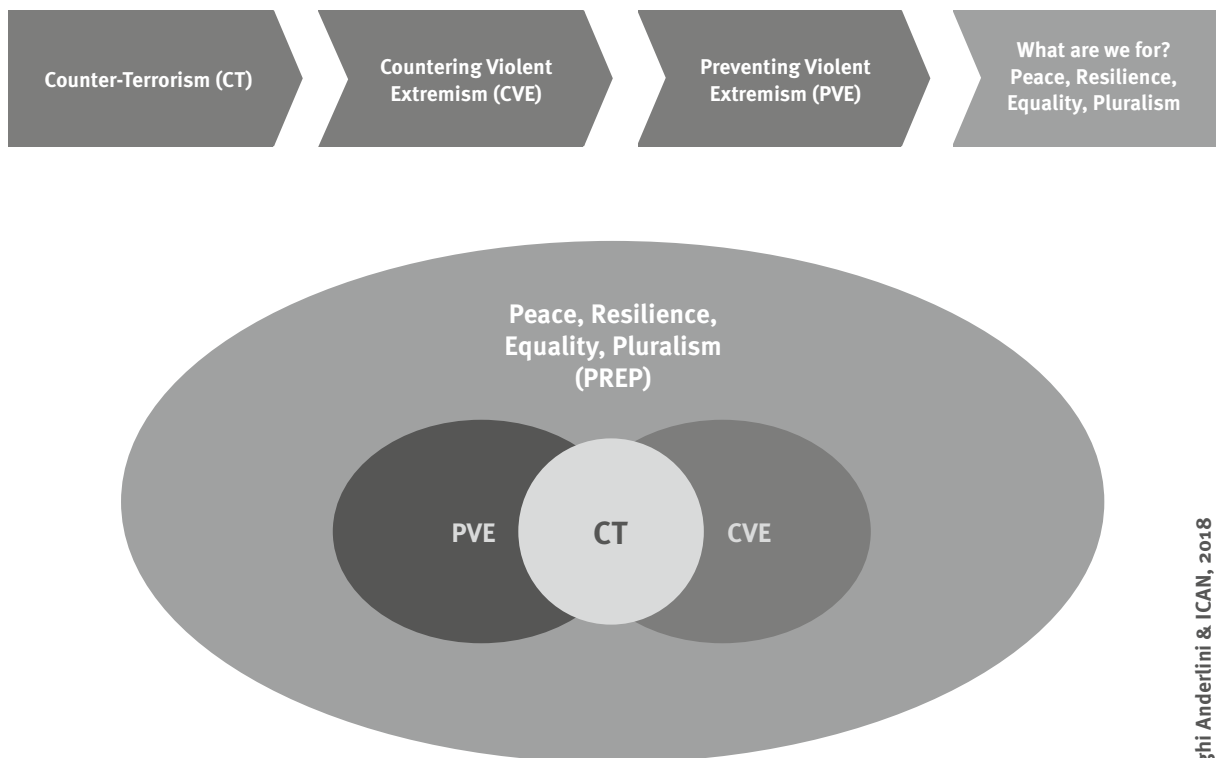 Counter-Terrorism (CT)
Countering Violent
Extremism (CVE)
Preventing Violent
Extremism (PVE)
What are we for?
Peace, Resilience,
Equality, Pluralism
Peace, Resilience,
Equality, Pluralism
(PREP)
PVE
CT
CVE
Anderlini & ICAN, 2018